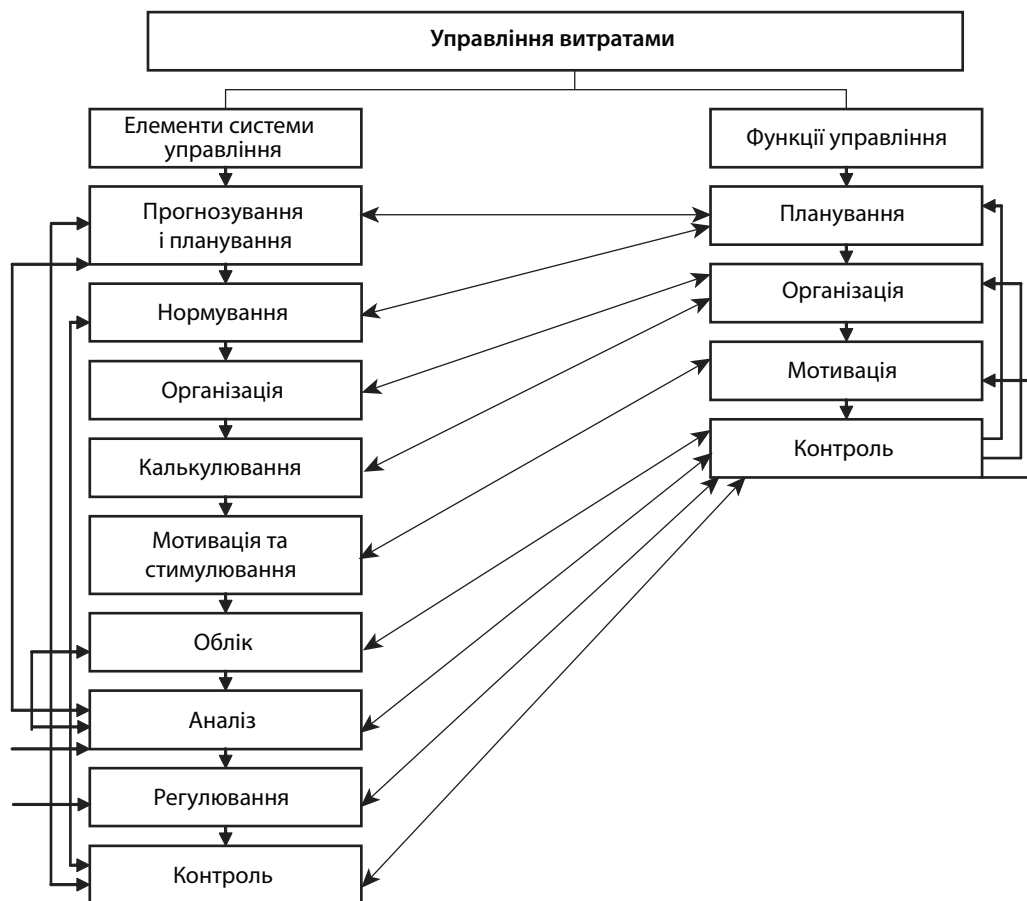 Управління витратами
Елементи системи
управління
Функції управління
Прогнозування
і планування
Планування
Нормування
Організація
Організація
Мотивація
Калькулювання
Контроль
Мотивація та
стимулювання
Облік
Аналіз
Регулювання
Контроль